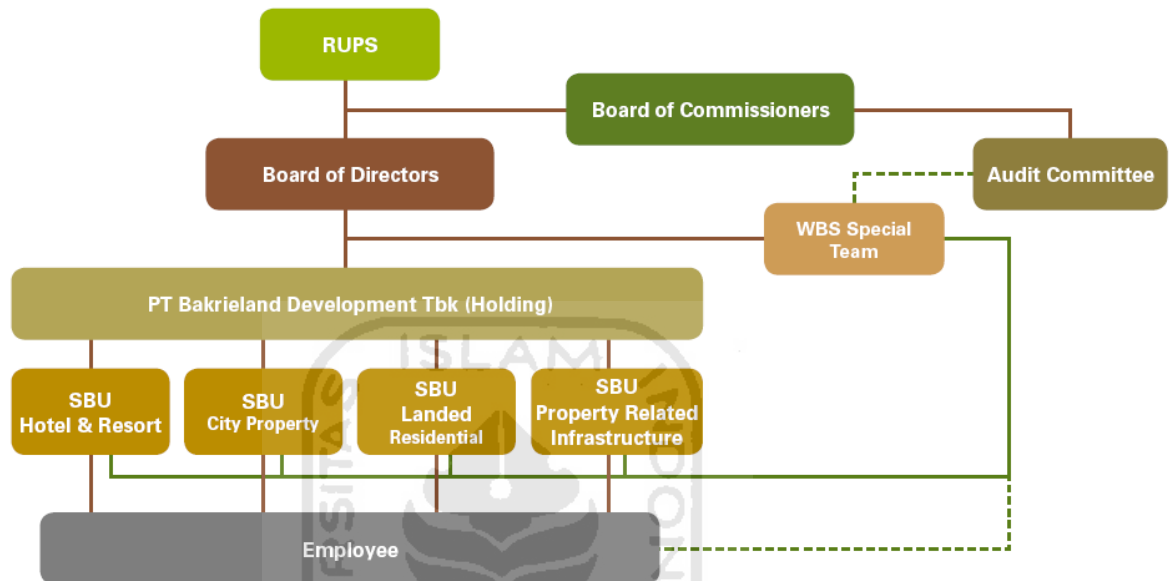 RUPS
Board of Commissioners
Board of Directors
Audit Committee
WBS Special
Team
PT Bakrieland Development Tbk (Holding)
SBU
Hotel & Resort
SBU
City Property
SBU
Landed
Residential
SBU
Property Related
Infrastructure
Employee
ISLAM